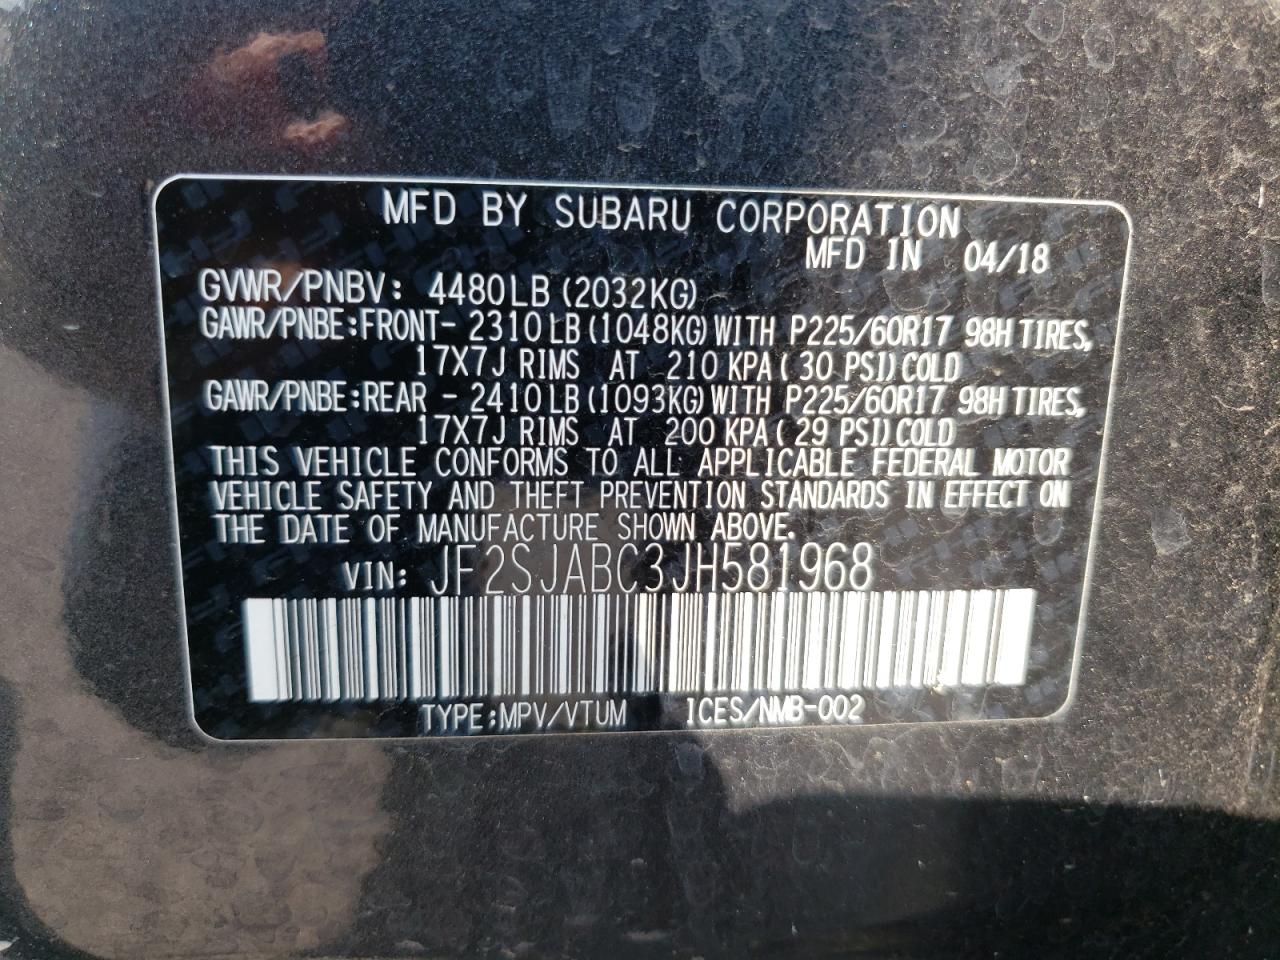 MFD BY SUBARU CORPORATION
MFD IN 04/18
GVWR/PNBV: 4480LB (2032KG)
GAWR/PNBE:FRONT- 2310LB(1048KG)WITH P225/60R17 98H TIRES,
17X7J RIMS AT 210 KPA( 30 PSI)COLD
GAWR/PNBE:REAR - 2410LB(1093KG)WITH P225/60R17 98H TIRES,
17X7J RIMS AT 200 KPA( 29 PSI)COLD
THIS VEHICLE CONFORMS TO ALL APPLICABLE FEDERAL MOTOR
VEHICLE SAFETY AND THEFT PREVENTION STANDARDS IN EFFECT ON
THE DATE OF MANUFACTURE SHOWN ABOVE.
VIN: JF2SJABC3JH581968
TYPE:MPV/VTUM ICES/NMB-002